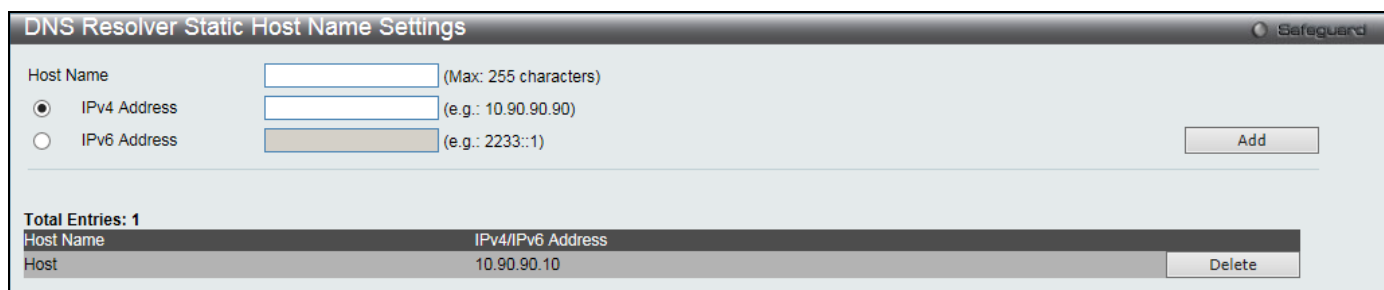 DNS Resolver Static Host Name Settings Safeguard
Host Name (Max: 255 characters)
IPv4 Address (e.g.: 10.90.90.90)
IPv6 Address (e.g.: 2233::1) Add
Total Entries: 1
Host Name IPv4/IPv6 Address
Host 10.90.90.10 Delete